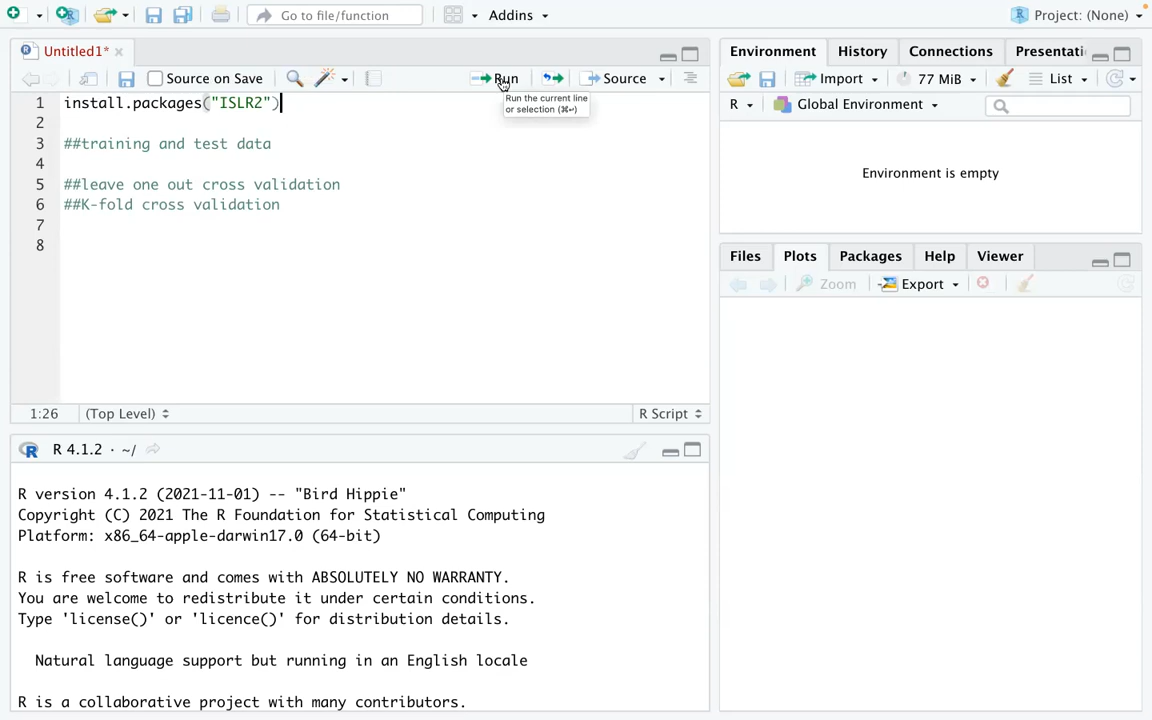 Go to file/function
Addins
Project: (None)
Untitled1*
Source on Save
Run
Source
Run the current line
or selection (⌘↩)
1 install.packages("ISLR2")
2
3 ##training and test data
4
5 ##leave one out cross validation
6 ##K-fold cross validation
7
8
1:26 (Top Level) R Script
R 4.1.2 · ~/
R version 4.1.2 (2021-11-01) -- "Bird Hippie"
Copyright (C) 2021 The R Foundation for Statistical Computing
Platform: x86_64-apple-darwin17.0 (64-bit)
R is free software and comes with ABSOLUTELY NO WARRANTY.
You are welcome to redistribute it under certain conditions.
Type 'license()' or 'licence()' for distribution details.
Natural language support but running in an English locale
R is a collaborative project with many contributors.
Environment History Connections Presentati
Import 77 MiB List
R Global Environment
Environment is empty
Files Plots Packages Help Viewer
Zoom Export